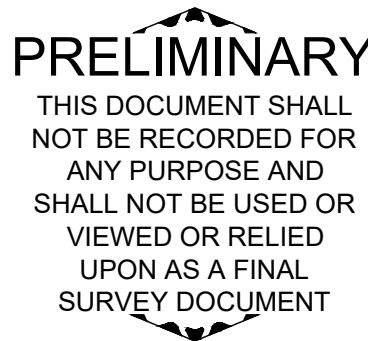 PRELIMINARY
THIS DOCUMENT SHALL
NOT BE RECORDED FOR
ANY PURPOSE AND
SHALL NOT BE USED OR
VIEWED OR RELIED
UPON AS A FINAL
SURVEY DOCUMENT